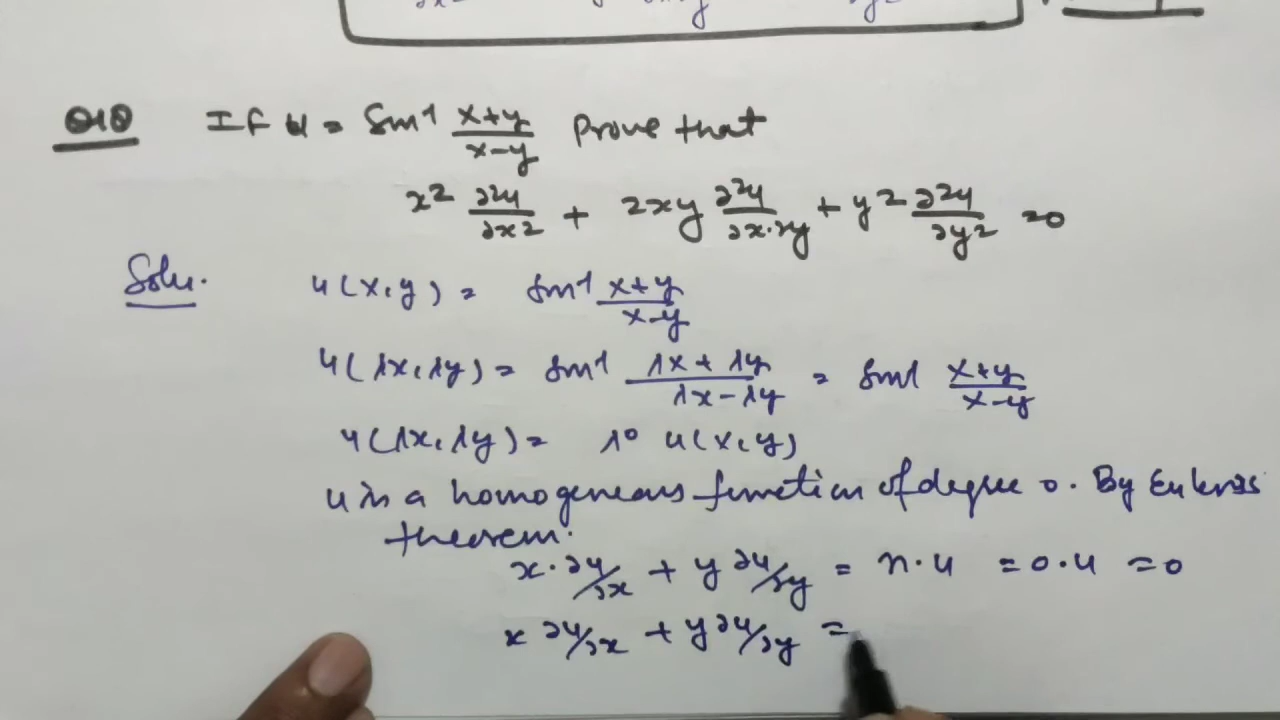 Q10 If u = Sin⁻¹ x+y/x-y Prove that
x² ∂²u/∂x² + 2xy ∂²u/∂x·∂y + y² ∂²u/∂y² =0
Solu. u(x,y) = Sin⁻¹ x+y/x-y
u(λx,λy) = Sin⁻¹ λx+λy/λx-λy = Sin⁻¹ x+y/x-y
u(λx,λy) = λ⁰ u(x,y)
u is a homogeneous function of degree 0. By Eulers
theorem.
x·∂u/∂x + y ∂u/∂y = n·u =0·u =0
x ∂u/∂x + y ∂u/∂y =